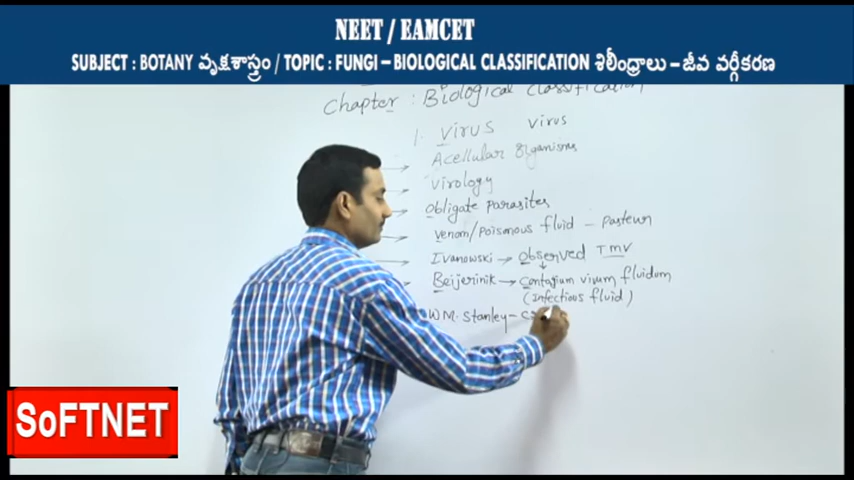 NEET / EAMCET
SUBJECT : BOTANY వృక్షశాస్త్రం / TOPIC : FUNGI – BIOLOGICAL CLASSIFICATION శిలీంధ్రాలు – జీవ వర్గీకరణ
Chapter : Biological Classification
1. Virus Virus
Acellular organisms
Virology
Obligate parasites
Venom/Poisonous fluid – Pasteur
Ivanowski → Observed TMV
Beijerinik → Contagium vivum fluidum
(Infectious fluid)
WM. Stanley –
SoFTNET